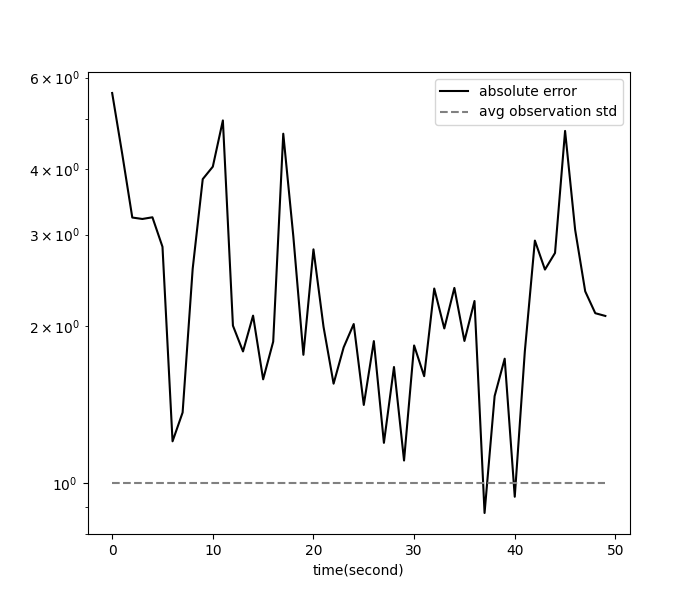 absolute error
avg observation std
6 × 10⁰
4 × 10⁰
3 × 10⁰
2 × 10⁰
10⁰
0 10 20 30 40 50
time(second)